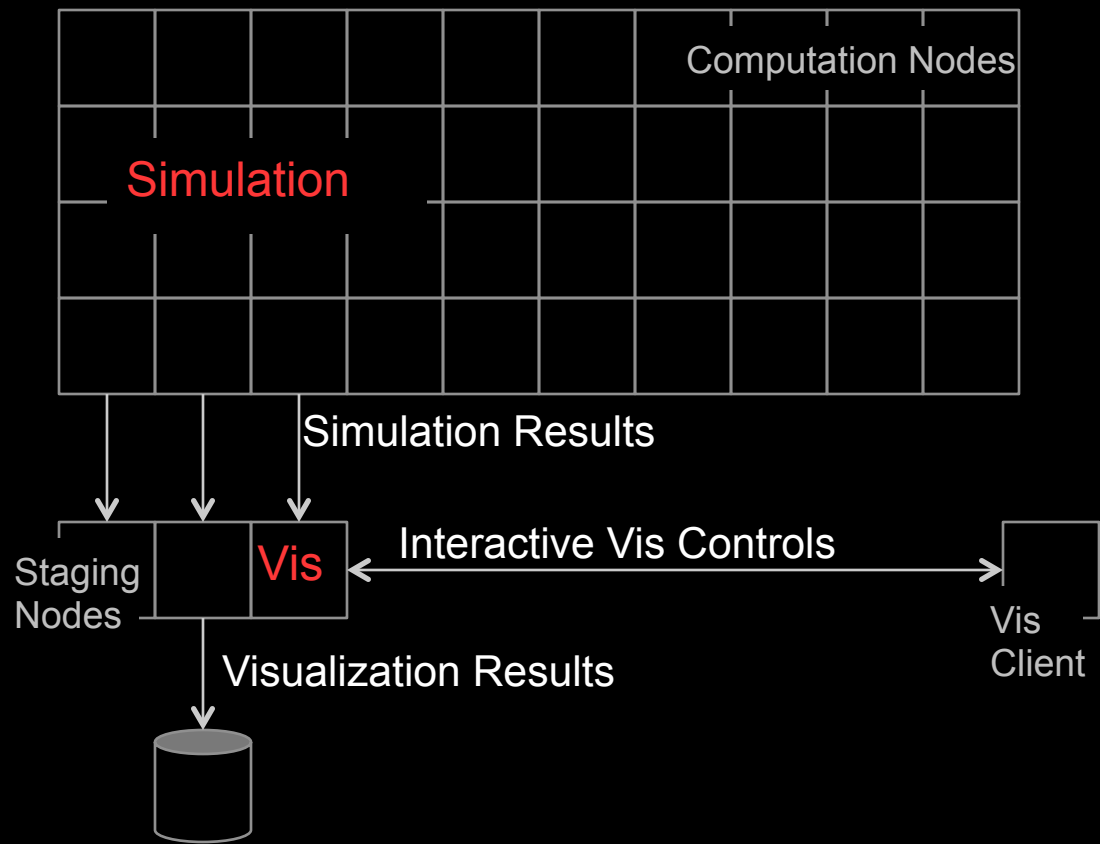 Computation Nodes
Simulation
Simulation Results
Interactive Vis Controls
Vis
Staging
Nodes
Vis
Client
Visualization Results